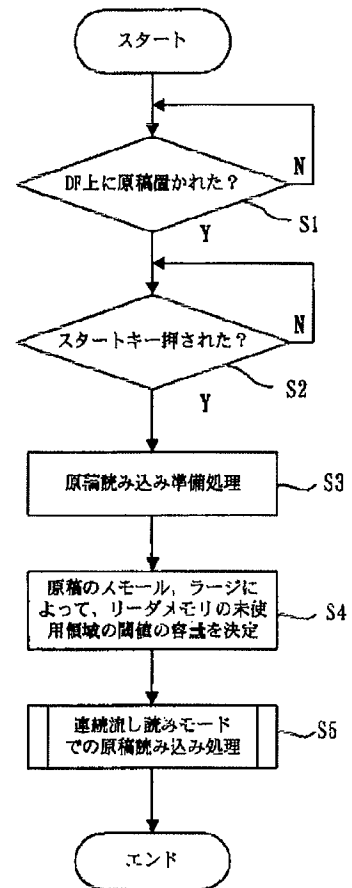 スタート
DF上に原稿置かれた？
N
S1
Y
スタートキー押された？
N
S2
Y
原稿読み込み準備処理
S3
原稿のスモール，ラージに
よって、リーダメモリの未使
用領域の閾値の容量を決定
S4
連続流し読みモード
での原稿読み込み処理
S5
エンド